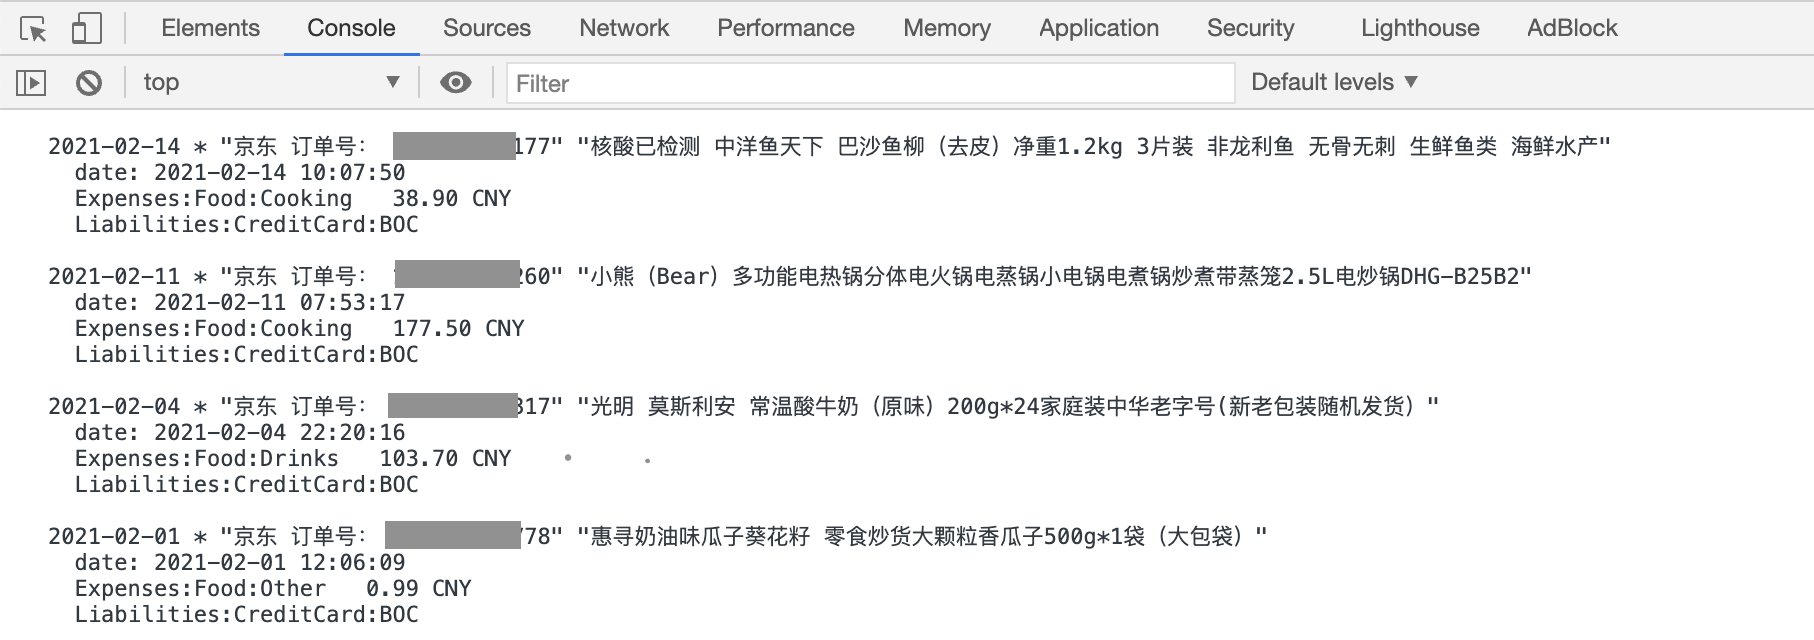 Elements Console Sources Network Performance Memory Application Security Lighthouse AdBlock
top ▼ Filter Default levels ▼
2021-02-14 * "京东 订单号： 177" "核酸已检测 中洋鱼天下 巴沙鱼柳（去皮）净重1.2kg 3片装 非龙利鱼 无骨无刺 生鲜鱼类 海鲜水产"
date: 2021-02-14 10:07:50
Expenses:Food:Cooking 38.90 CNY
Liabilities:CreditCard:BOC
2021-02-11 * "京东 订单号： 260" "小熊（Bear）多功能电热锅分体电火锅电蒸锅小电锅电煮锅炒煮带蒸笼2.5L电炒锅DHG-B25B2"
date: 2021-02-11 07:53:17
Expenses:Food:Cooking 177.50 CNY
Liabilities:CreditCard:BOC
2021-02-04 * "京东 订单号： 317" "光明 莫斯利安 常温酸牛奶（原味）200g*24家庭装中华老字号(新老包装随机发货）"
date: 2021-02-04 22:20:16
Expenses:Food:Drinks 103.70 CNY
Liabilities:CreditCard:BOC
2021-02-01 * "京东 订单号： 78" "惠寻奶油味瓜子葵花籽 零食炒货大颗粒香瓜子500g*1袋（大包袋）"
date: 2021-02-01 12:06:09
Expenses:Food:Other 0.99 CNY
Liabilities:CreditCard:BOC